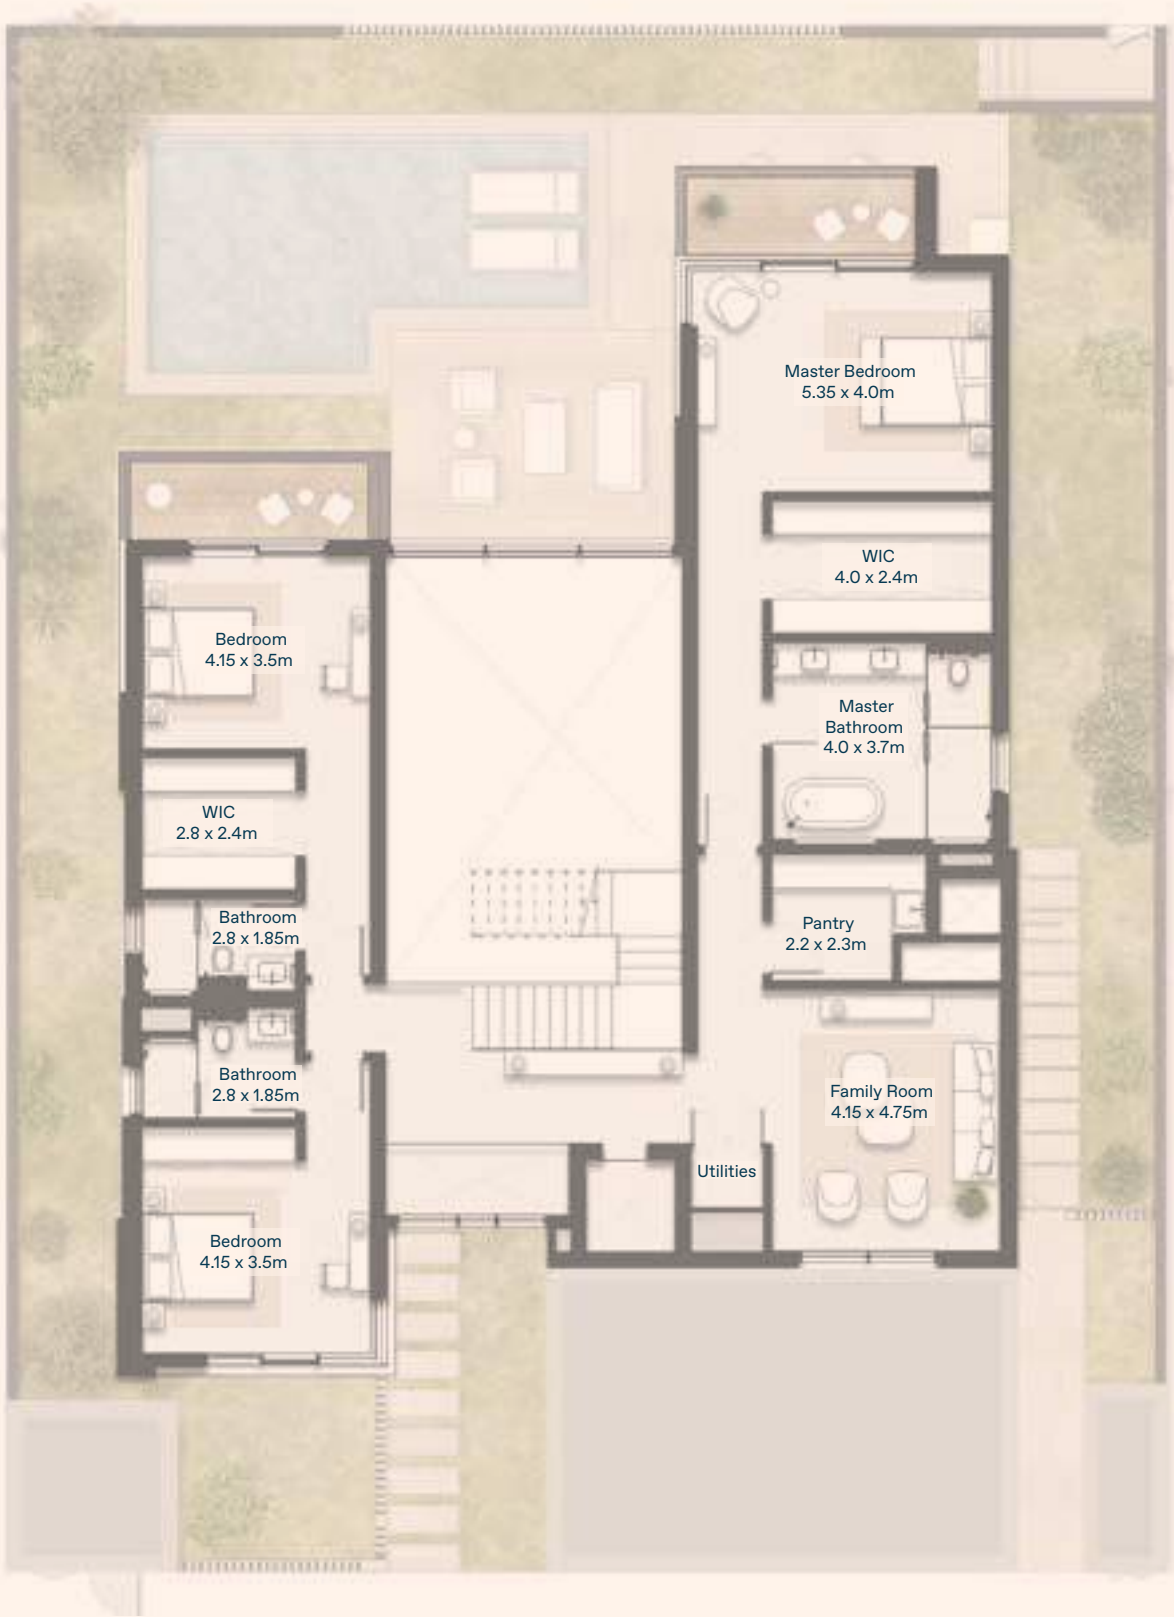 Master Bedroom
5.35 x 4.0m
WIC
4.0 x 2.4m
Bedroom
4.15 x 3.5m
Master
Bathroom
4.0 x 3.7m
WIC
2.8 x 2.4m
Bathroom
2.8 x 1.85m
Pantry
2.2 x 2.3m
Bathroom
2.8 x 1.85m
Family Room
4.15 x 4.75m
Utilities
Bedroom
4.15 x 3.5m